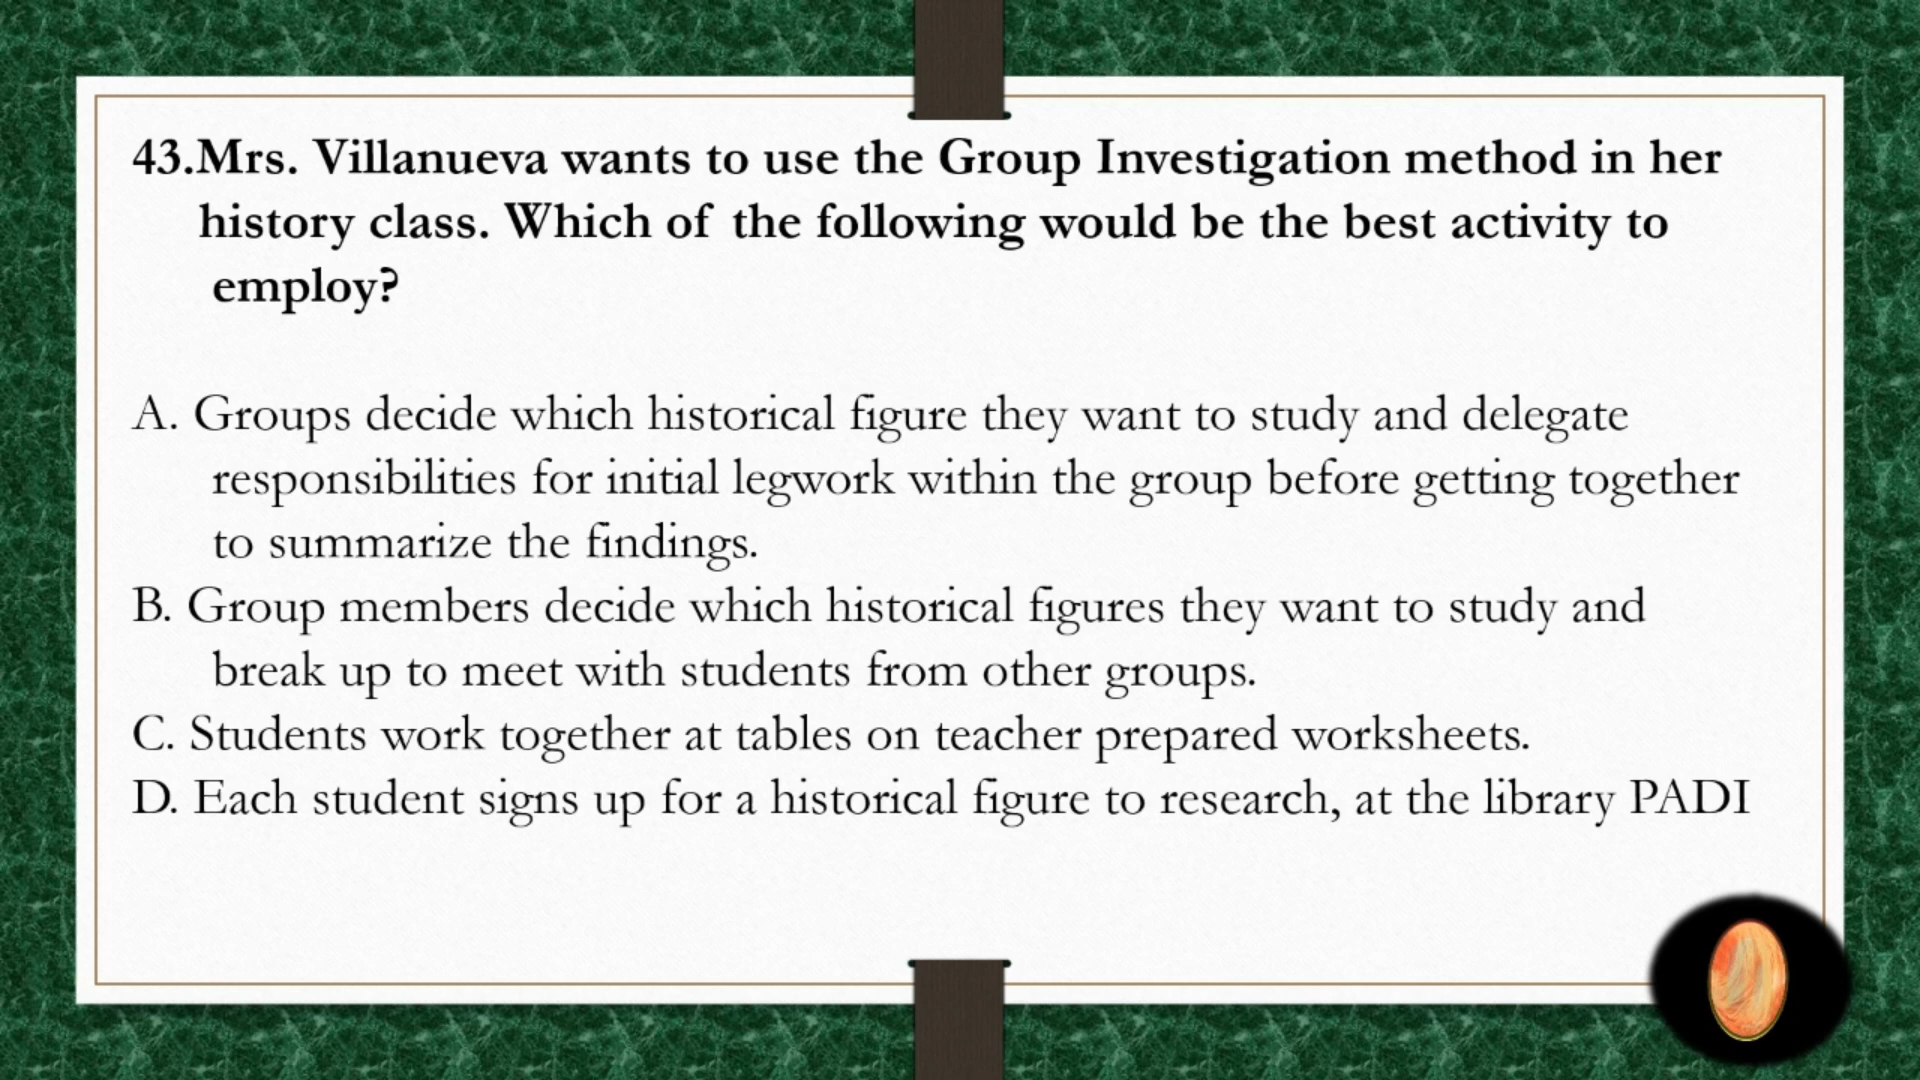 43.Mrs. Villanueva wants to use the Group Investigation method in her
history class. Which of the following would be the best activity to
employ?
A. Groups decide which historical figure they want to study and delegate
responsibilities for initial legwork within the group before getting together
to summarize the findings.
B. Group members decide which historical figures they want to study and
break up to meet with students from other groups.
C. Students work together at tables on teacher prepared worksheets.
D. Each student signs up for a historical figure to research, at the library PADI